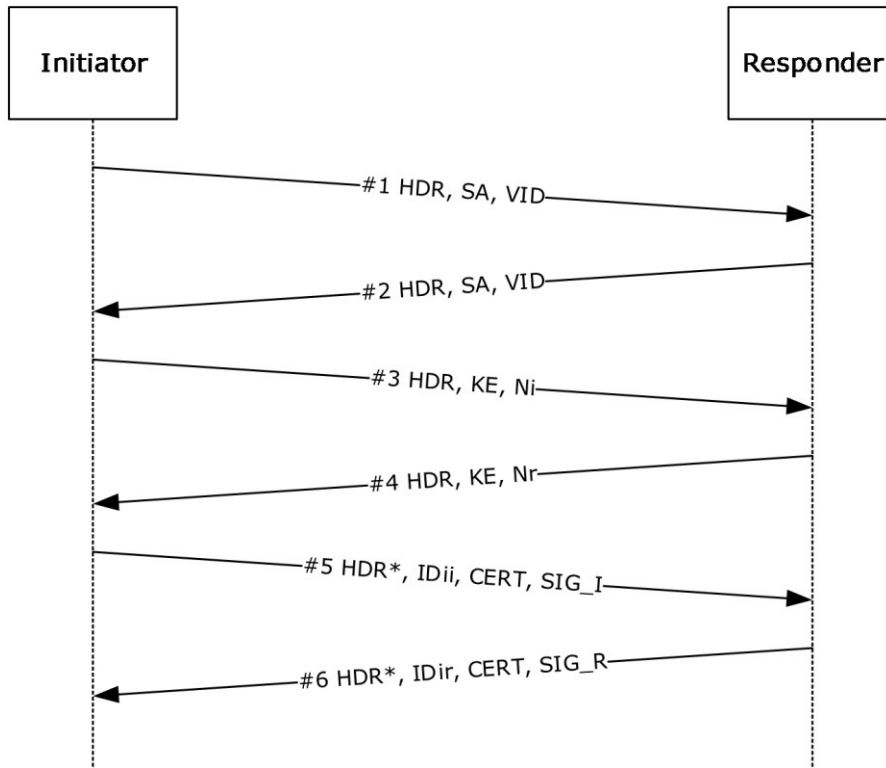 Initiator
Responder
#1 HDR, SA, VID
#2 HDR, SA, VID
#3 HDR, KE, Ni
#4 HDR, KE, Nr
#5 HDR*, IDii, CERT, SIG_I
#6 HDR*, IDir, CERT, SIG_R